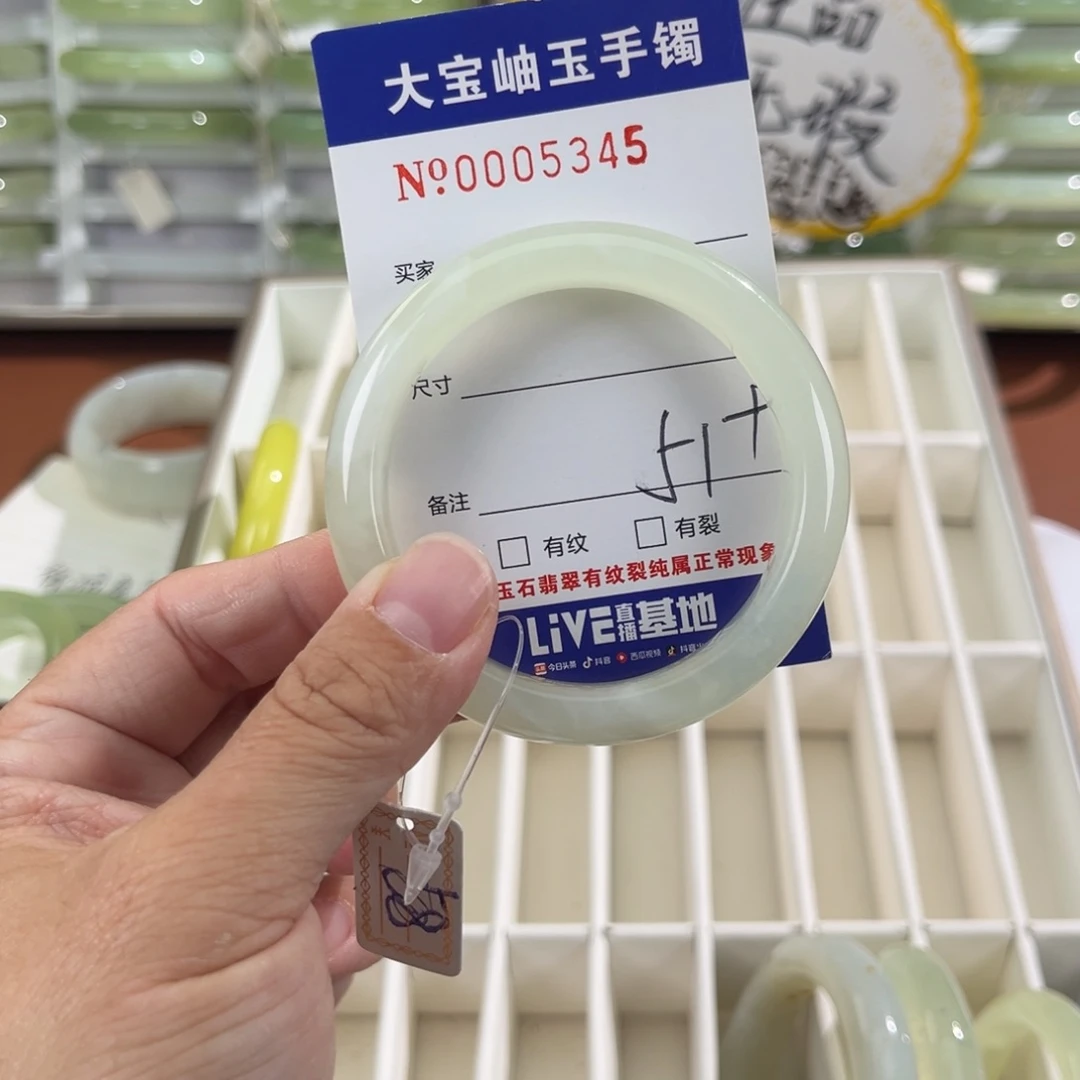 大宝岫玉手镯
Nº:0005345
买家
尺寸
51+
备注
有纹 有裂
玉石翡翠有纹裂纯属正常现象
LiVE直播基地
今日头条 抖音 西瓜视频